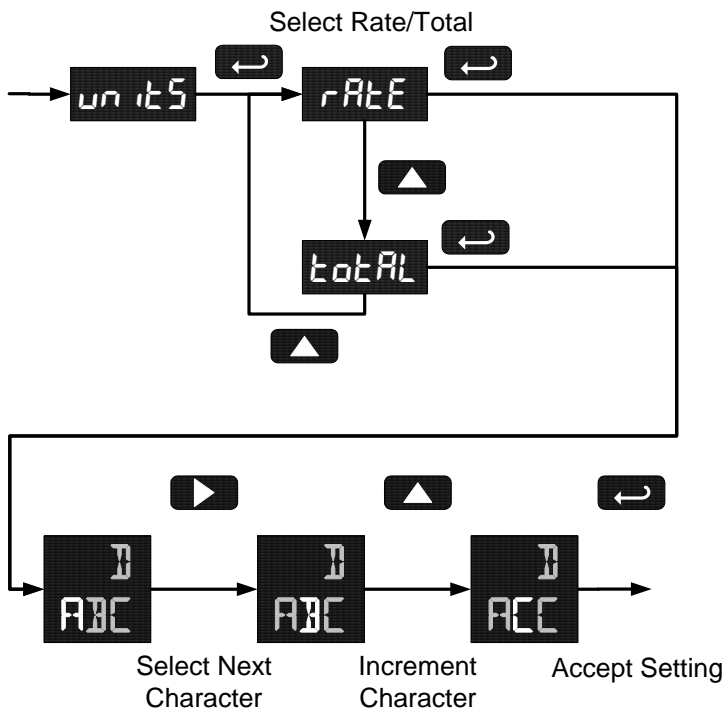 Select Rate/Total
unitS
rAtE
totAL
D
ABC
D
ABC
D
ACC
Select Next
Character
Increment
Character
Accept Setting